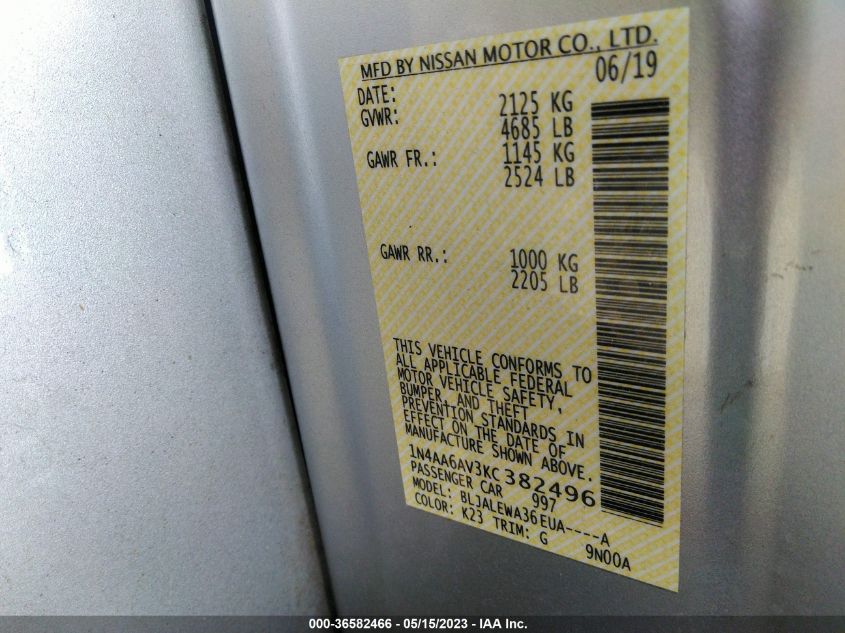 MFD BY NISSAN MOTOR CO., LTD.
DATE: 06/19
GVWR: 2125 KG
4685 LB
GAWR FR.: 1145 KG
2524 LB
GAWR RR.: 1000 KG
2205 LB
THIS VEHICLE CONFORMS TO
ALL APPLICABLE FEDERAL
MOTOR VEHICLE SAFETY,
BUMPER, AND THEFT
PREVENTION STANDARDS IN
EFFECT ON THE DATE OF
MANUFACTURE SHOWN ABOVE.
1N4AA6AV3KC382496
PASSENGER CAR 997
MODEL: BLJALEWA36EUA----A
COLOR: K23 TRIM: G 9N00A
000-36582466 - 05/15/2023 - IAA Inc.